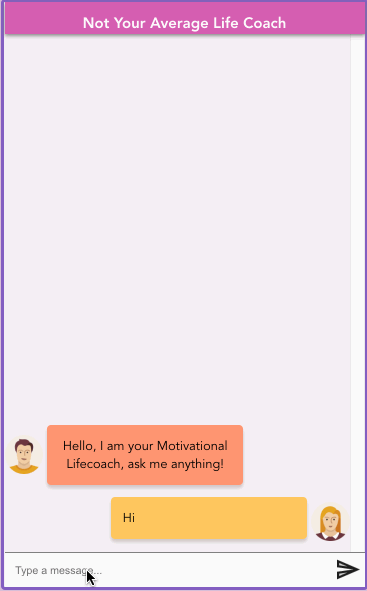 Not Your Average Life Coach
Hello, I am your Motivational
Lifecoach, ask me anything!
Hi
Type a message...